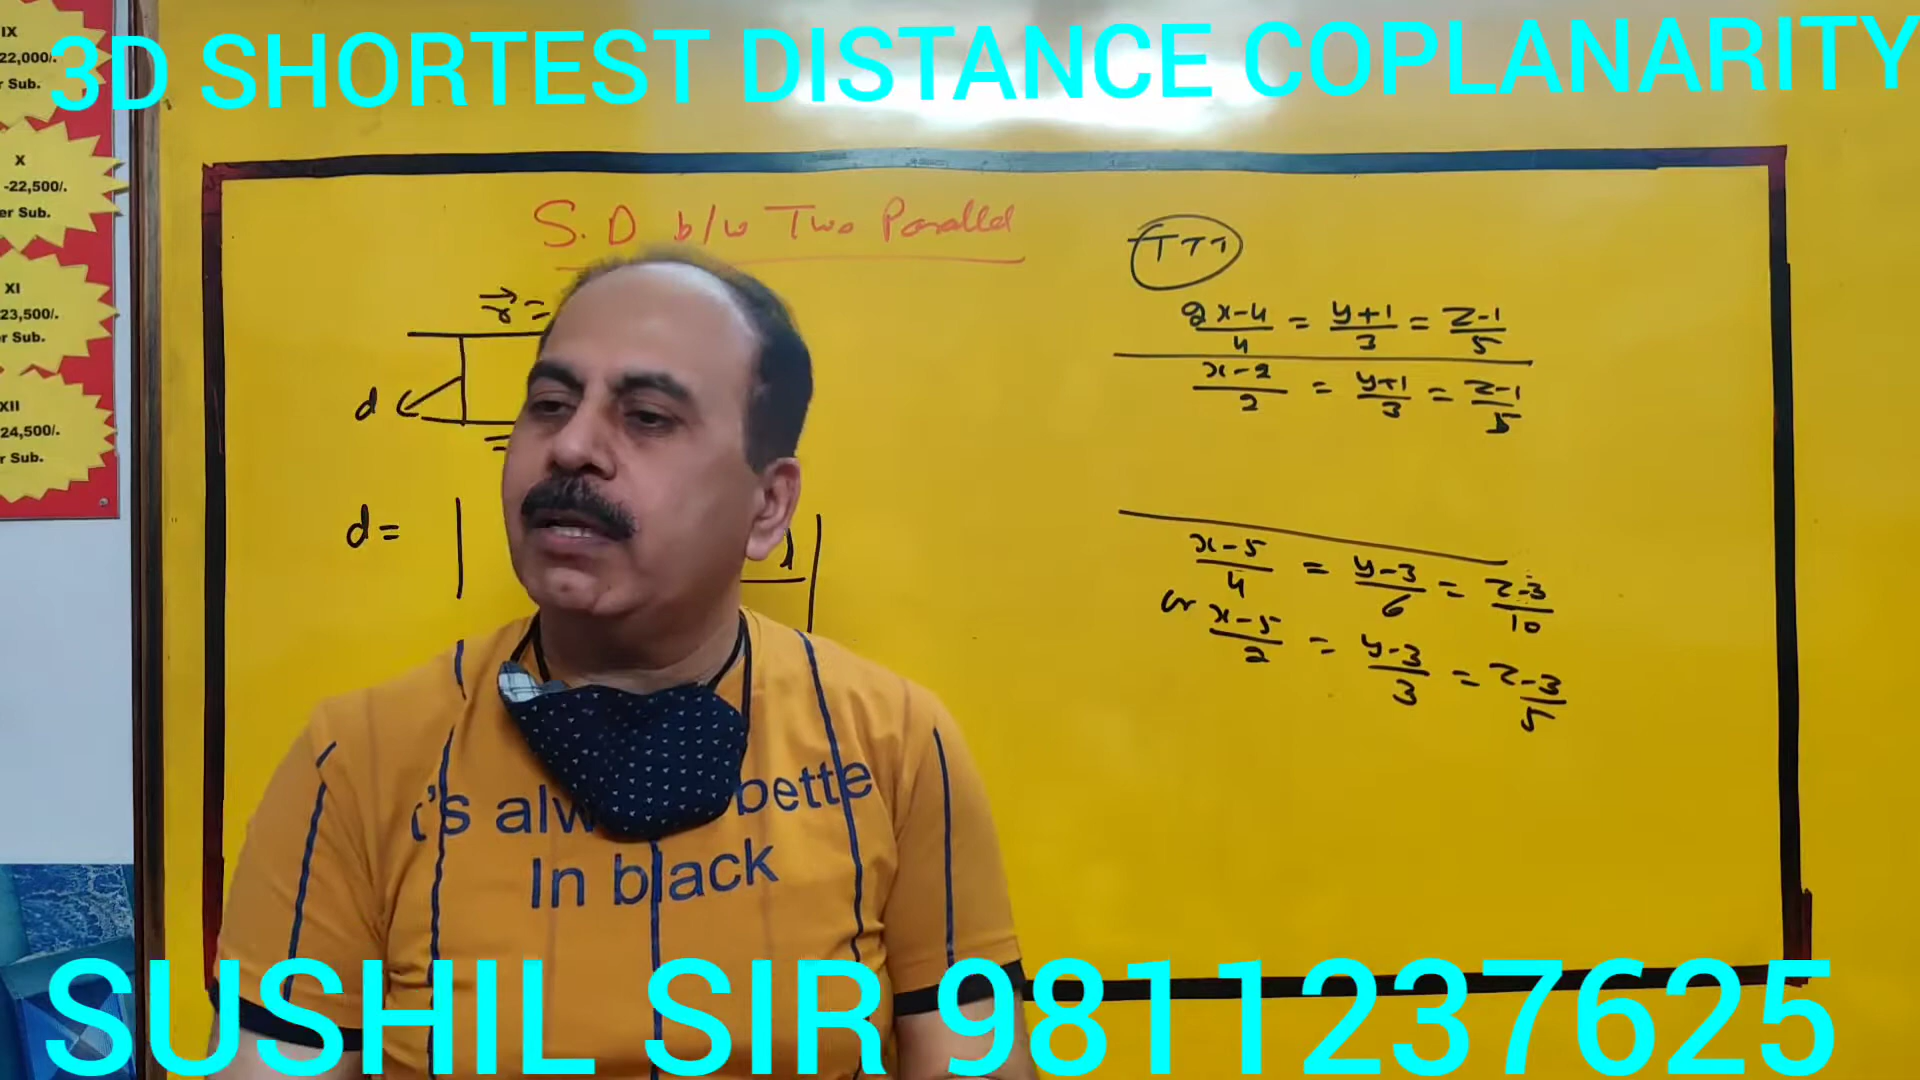 3D SHORTEST DISTANCE COPLANARITY
IX
22,000/.
r Sub.
X
-22,500/.
er Sub.
XI
23,500/.
r Sub.
XII
24,500/.
r Sub.
S.D b/w Two Parallel
r⃗ =
d
d =
TTT
2x-4/4 = y+1/3 = z-1/5
x-2/2 = y+1/3 = z-1/5
x-5/4 = y-3/6 = z-3/10
or x-5/2 = y-3/3 = z-3/5
t's alw bette
In black
SUSHIL SIR 9811237625